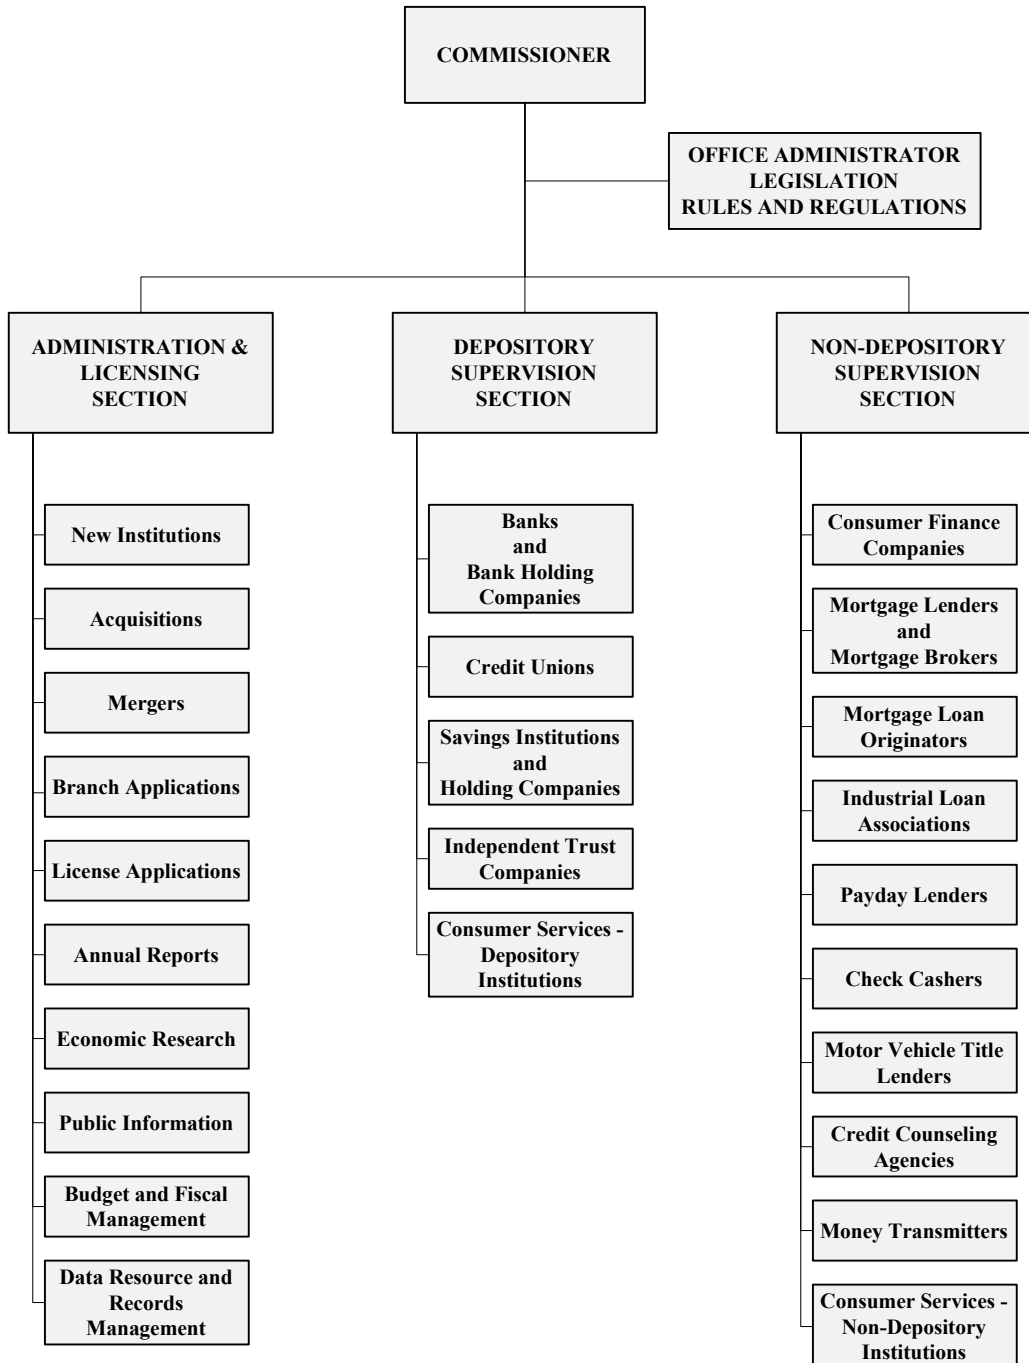 COMMISSIONER
OFFICE ADMINISTRATOR
LEGISLATION
RULES AND REGULATIONS
ADMINISTRATION &
LICENSING
SECTION
New Institutions
Acquisitions
Mergers
Branch Applications
License Applications
Annual Reports
Economic Research
Public Information
Budget and Fiscal
Management
Data Resource and
Records
Management
DEPOSITORY
SUPERVISION
SECTION
Banks
and
Bank Holding
Companies
Credit Unions
Savings Institutions
and
Holding Companies
Independent Trust
Companies
Consumer Services -
Depository
Institutions
NON-DEPOSITORY
SUPERVISION
SECTION
Consumer Finance
Companies
Mortgage Lenders
and
Mortgage Brokers
Mortgage Loan
Originators
Industrial Loan
Associations
Payday Lenders
Check Cashers
Motor Vehicle Title
Lenders
Credit Counseling
Agencies
Money Transmitters
Consumer Services -
Non-Depository
Institutions